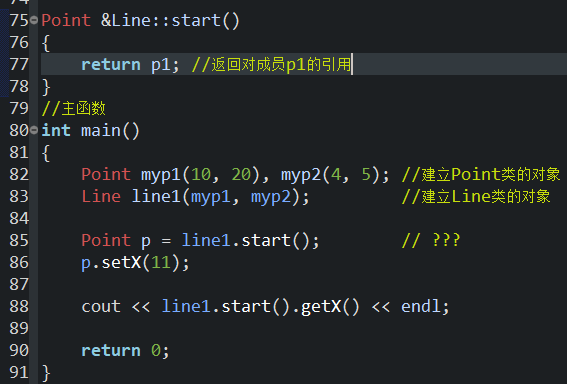 75 Point &Line::start()
76 {
77     return p1; //返回对成员p1的引用
78 }
79 //主函数
80 int main()
81 {
82     Point myp1(10, 20), myp2(4, 5); //建立Point类的对象
83     Line line1(myp1, myp2);         //建立Line类的对象
84
85     Point p = line1.start();        // ???
86     p.setX(11);
87
88     cout << line1.start().getX() << endl;
89
90     return 0;
91 }